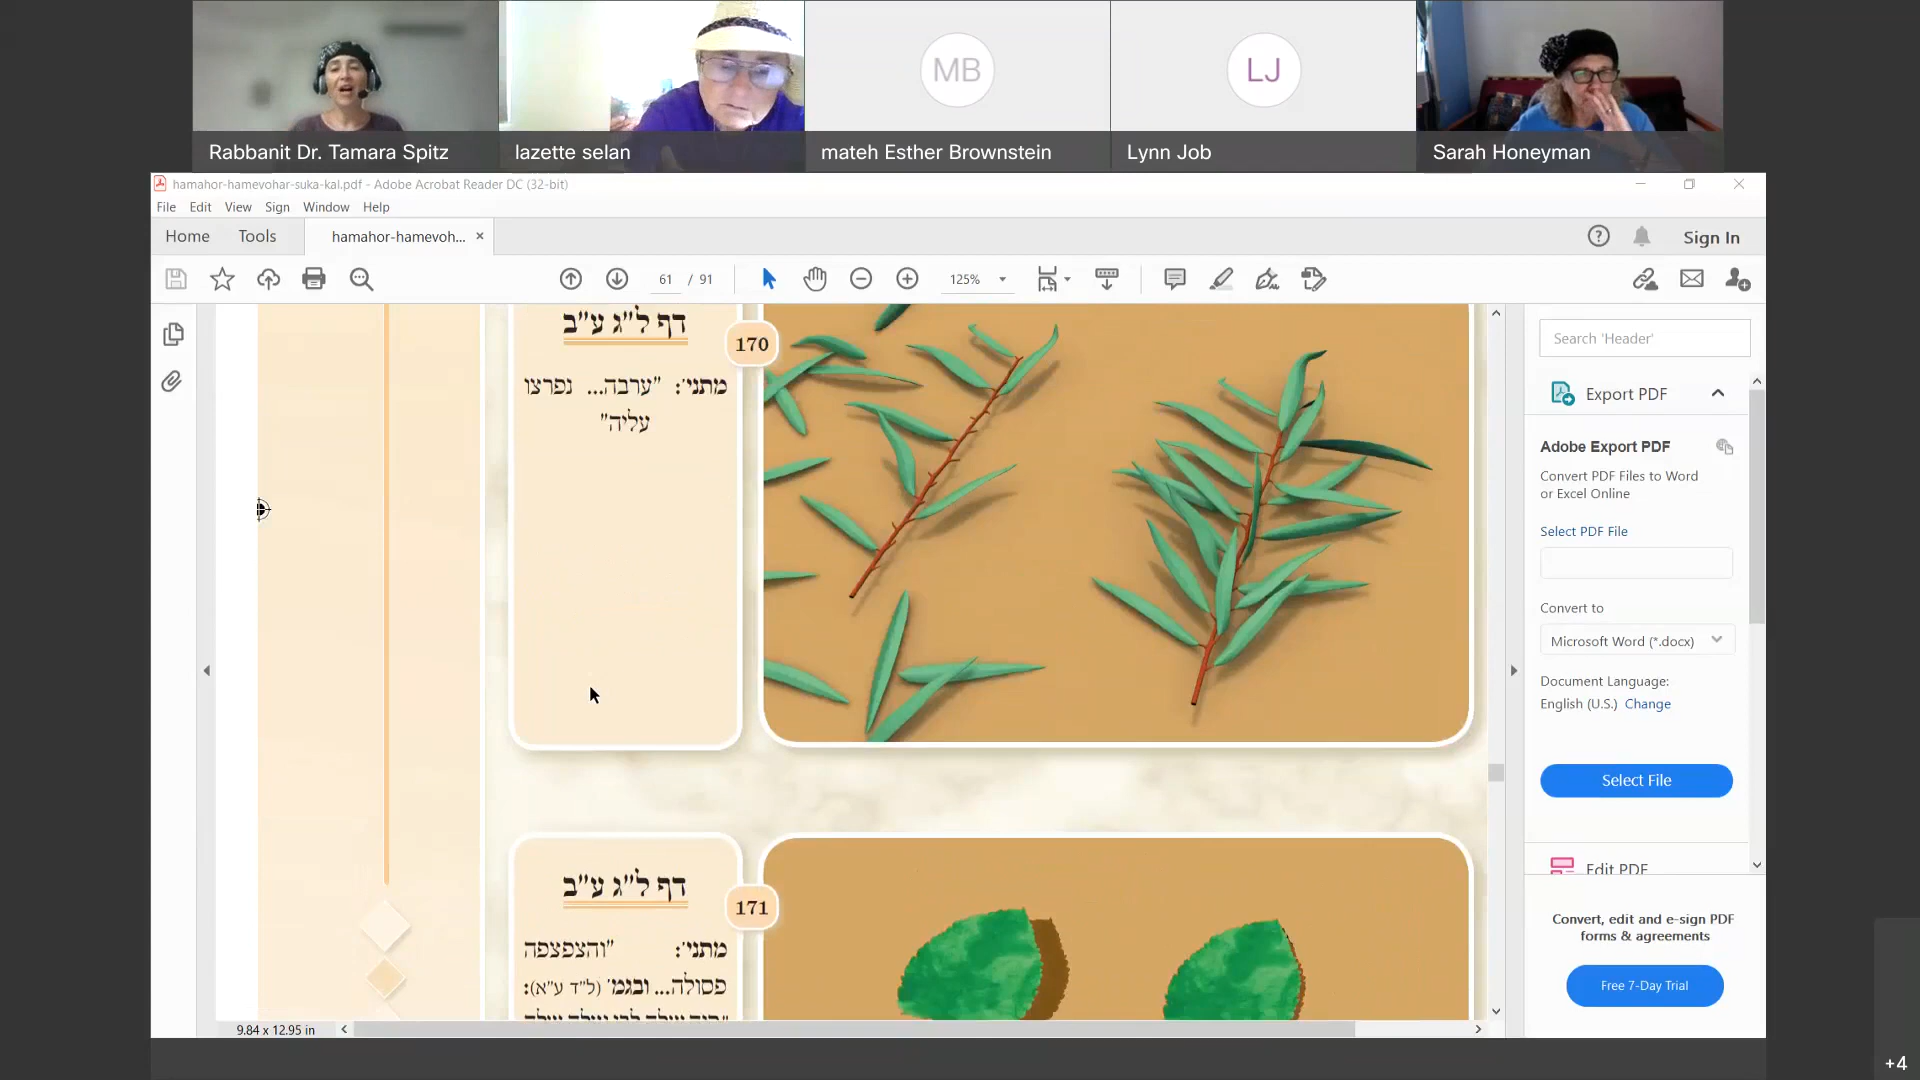 MB
LJ
Rabbanit Dr. Tamara Spitz
lazette selan
mateh Esther Brownstein
Lynn Job
Sarah Honeyman
hamahor-hamevohar-suka-kal.pdf - Adobe Acrobat Reader DC (32-bit)
File Edit View Sign Window Help
Home Tools hamahor-hamevoh... × Sign In
61 / 91 125%
דף ל"ג ע"ב
170
מתני': "ערבה... נפרצו
עליה"
דף ל"ג ע"ב
171
מתני': "והצפצפה
פסולה... ובגמ' (ל"ד ע"א):
9.84 x 12.95 in
Search 'Header'
Export PDF
Adobe Export PDF
Convert PDF Files to Word
or Excel Online
Select PDF File
Convert to
Microsoft Word (*.docx)
Document Language:
English (U.S.) Change
Select File
Edit PDF
Convert, edit and e-sign PDF
forms & agreements
Free 7-Day Trial
+4